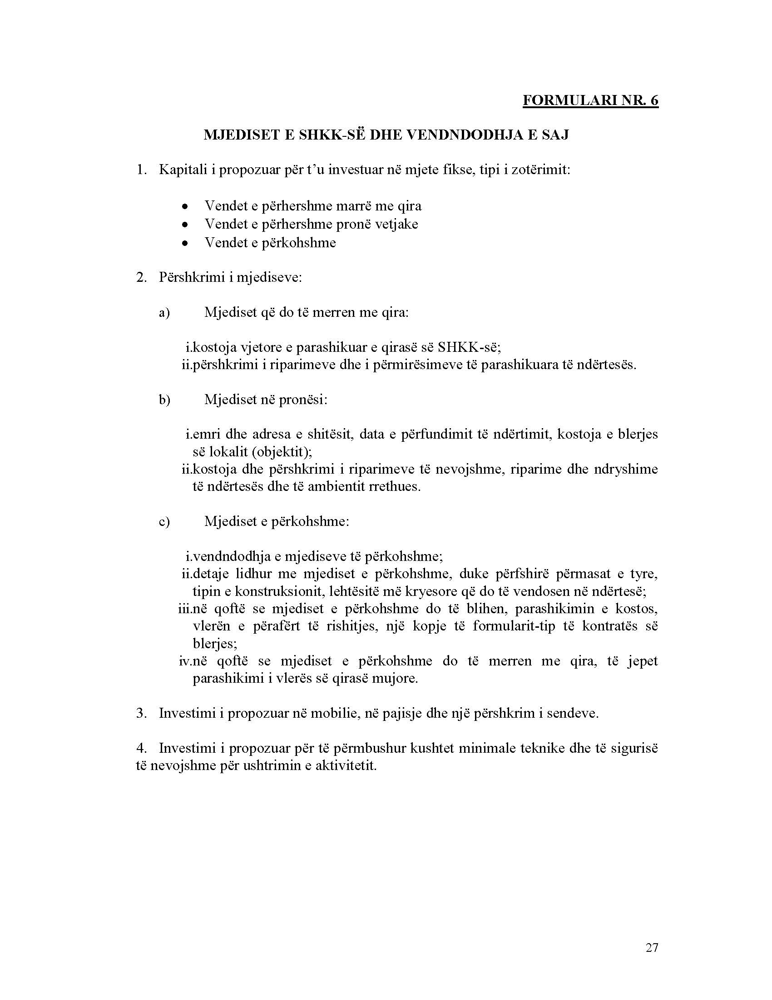 FORMULARI NR. 6
MJEDISET E SHKK-SË DHE VENDNDODHJA E SAJ
1. Kapitali i propozuar për t’u investuar në mjete fikse, tipi i zotërimit:
• Vendet e përhershme marrë me qira
• Vendet e përhershme pronë vetjake
• Vendet e përkohshme
2. Përshkrimi i mjediseve:
a) Mjediset që do të merren me qira:
i.kostoja vjetore e parashikuar e qirasë së SHKK-së;
ii.përshkrimi i riparimeve dhe i përmirësimeve të parashikuara të ndërtesës.
b) Mjediset në pronësi:
i.emri dhe adresa e shitësit, data e përfundimit të ndërtimit, kostoja e blerjes
së lokalit (objektit);
ii.kostoja dhe përshkrimi i riparimeve të nevojshme, riparime dhe ndryshime
të ndërtesës dhe të ambientit rrethues.
c) Mjediset e përkohshme:
i.vendndodhja e mjediseve të përkohshme;
ii.detaje lidhur me mjediset e përkohshme, duke përfshirë përmasat e tyre,
tipin e konstruksionit, lehtësitë më kryesore që do të vendosen në ndërtesë;
iii.në qoftë se mjediset e përkohshme do të blihen, parashikimin e kostos,
vlerën e përafërt të rishitjes, një kopje të formularit-tip të kontratës së
blerjes;
iv.në qoftë se mjediset e përkohshme do të merren me qira, të jepet
parashikimi i vlerës së qirasë mujore.
3. Investimi i propozuar në mobilie, në pajisje dhe një përshkrim i sendeve.
4. Investimi i propozuar për të përmbushur kushtet minimale teknike dhe të sigurisë
të nevojshme për ushtrimin e aktivitetit.
27